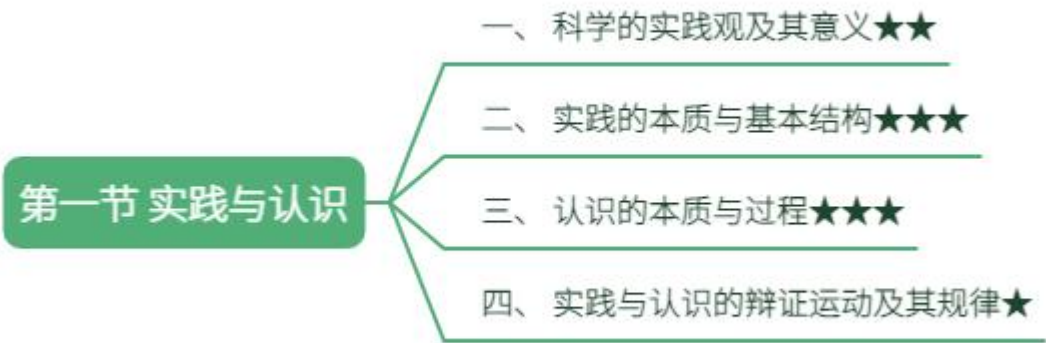 第一节 实践与认识
一、 科学的实践观及其意义★★
二、 实践的本质与基本结构★★★
三、 认识的本质与过程★★★
四、 实践与认识的辩证运动及其规律★